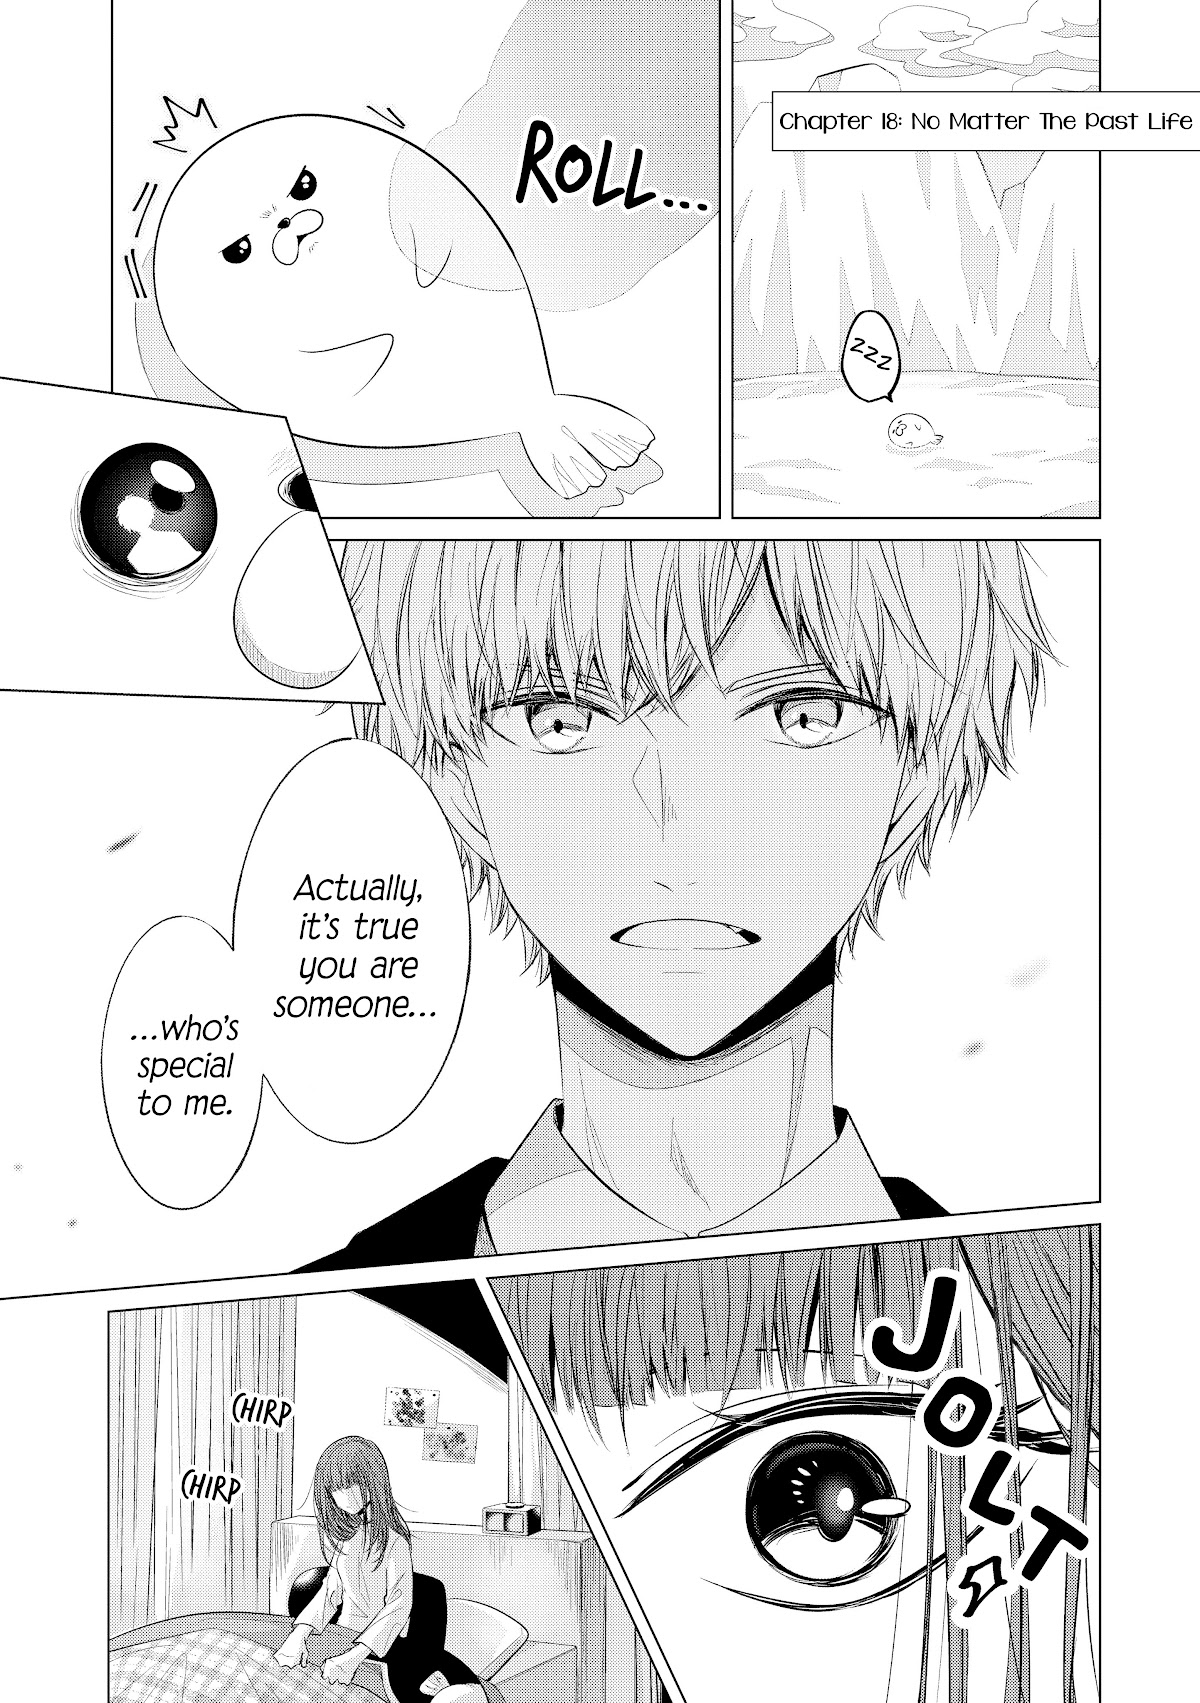 Chapter 18: No Matter The Past Life
ZZZ
ROLL...
Actually,
it's true
you are
someone...
...who's
special
to me.
JOLT
CHIRP
CHIRP